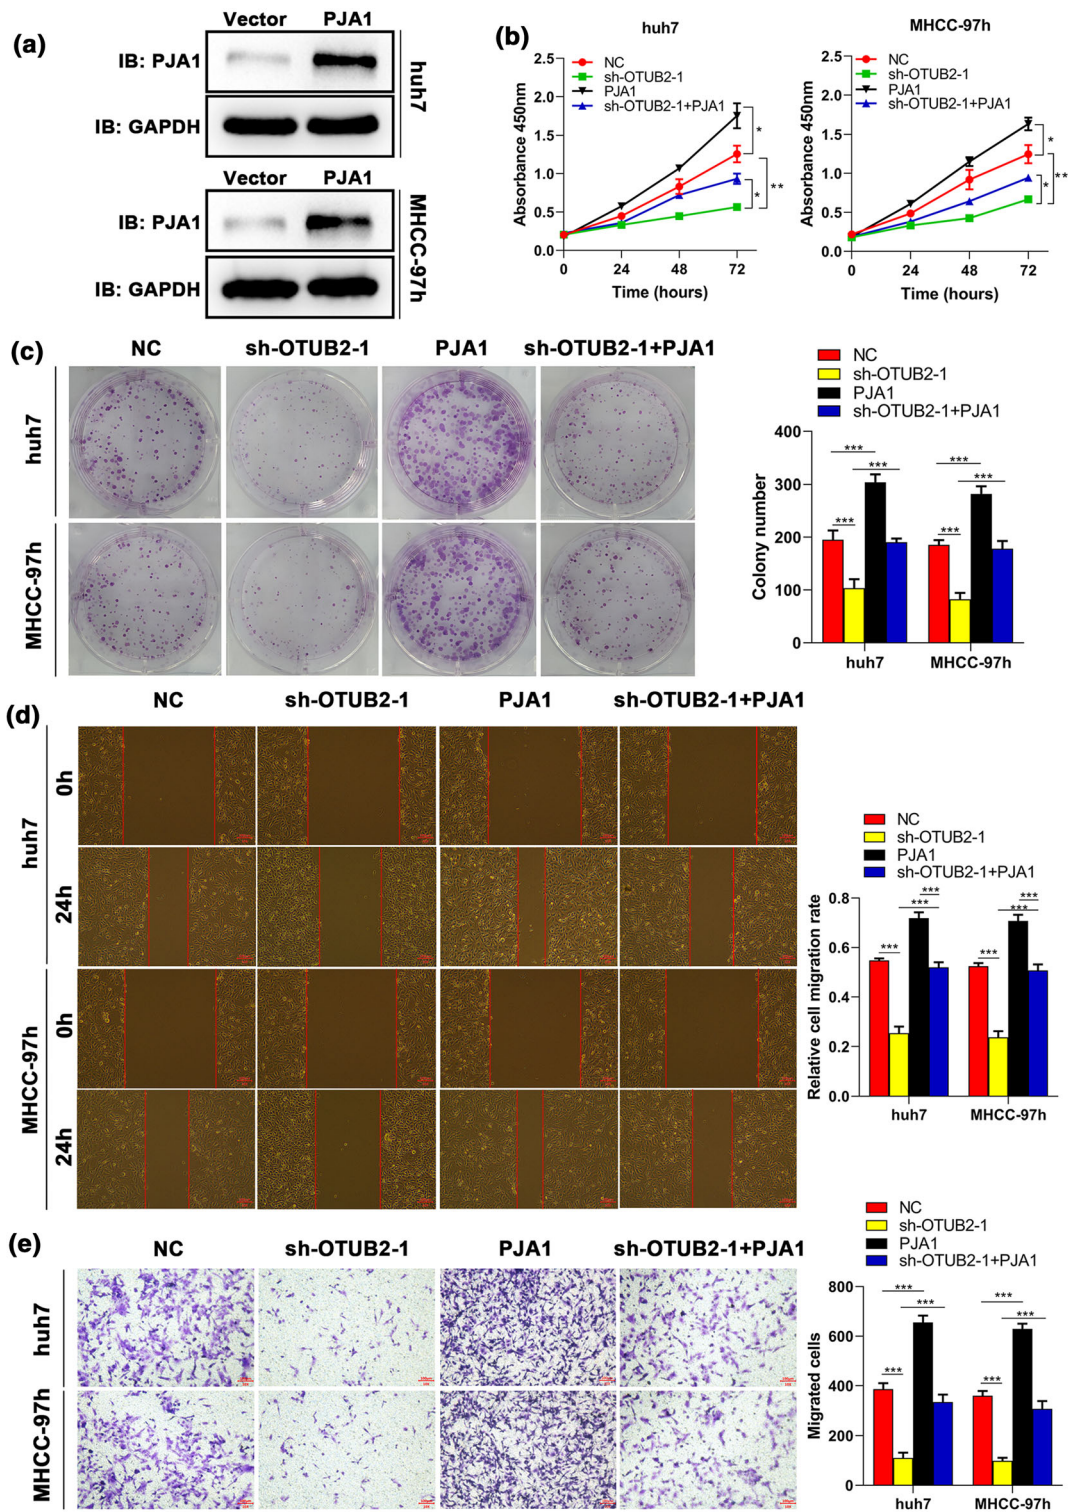 (a)
Vector PJA1
IB: PJA1
IB: GAPDH
huh7
Vector PJA1
IB: PJA1
IB: GAPDH
MHCC-97h
(b)
huh7
NC
sh-OTUB2-1
PJA1
sh-OTUB2-1+PJA1
Absorbance 450nm
2.5
2.0
1.5
1.0
0.5
0.0
0 24 48 72
Time (hours)
*
*
**
MHCC-97h
NC
sh-OTUB2-1
PJA1
sh-OTUB2-1+PJA1
Absorbance 450nm
2.5
2.0
1.5
1.0
0.5
0.0
0 24 48 72
Time (hours)
*
*
**
(c)
NC sh-OTUB2-1 PJA1 sh-OTUB2-1+PJA1
huh7
MHCC-97h
NC
sh-OTUB2-1
PJA1
sh-OTUB2-1+PJA1
Colony number
400
300
200
100
0
*** ***
*** ***
*** ***
huh7 MHCC-97h
(d)
NC sh-OTUB2-1 PJA1 sh-OTUB2-1+PJA1
huh7
0h
24h
MHCC-97h
0h
24h
NC
sh-OTUB2-1
PJA1
sh-OTUB2-1+PJA1
Relative cell migration rate
0.8
0.6
0.4
0.2
0.0
*** ***
*** ***
*** ***
huh7 MHCC-97h
(e)
NC sh-OTUB2-1 PJA1 sh-OTUB2-1+PJA1
huh7
MHCC-97h
NC
sh-OTUB2-1
PJA1
sh-OTUB2-1+PJA1
Migrated cells
800
600
400
200
0
*** ***
*** ***
*** ***
huh7 MHCC-97h